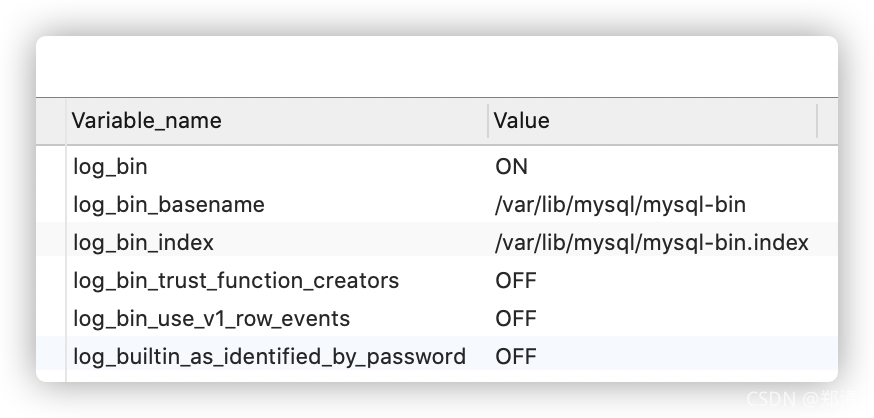 Variable_name Value
log_bin ON
log_bin_basename /var/lib/mysql/mysql-bin
log_bin_index /var/lib/mysql/mysql-bin.index
log_bin_trust_function_creators OFF
log_bin_use_v1_row_events OFF
log_builtin_as_identified_by_password OFF
CSDN